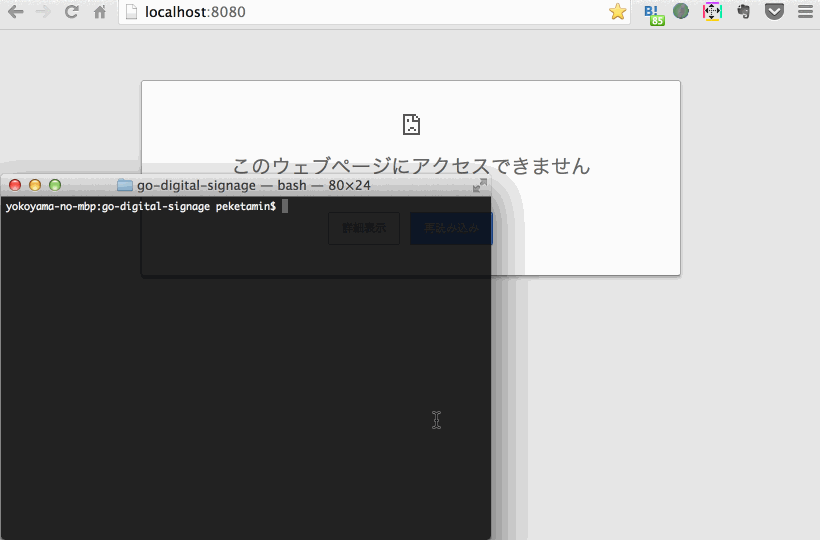 localhost:8080
B!
85
このウェブページにアクセスできません
go-digital-signage — bash — 80×24
yokoyama-no-mbp:go-digital-signage peketamin$
詳細表示 再読み込み